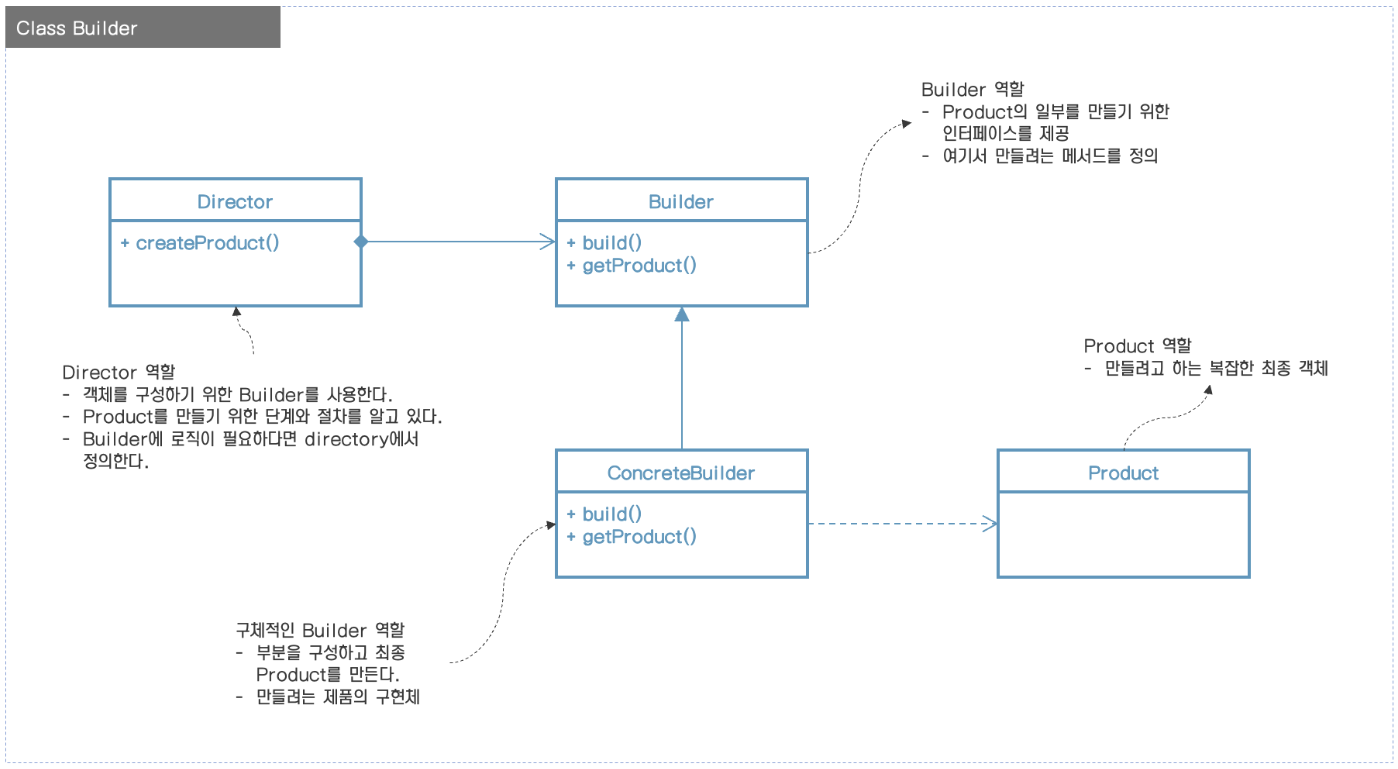 Class Builder
Builder 역할
- Product의 일부를 만들기 위한
인터페이스를 제공
- 여기서 만들려는 메서드를 정의
Director
+ createProduct()
Builder
+ build()
+ getProduct()
Director 역할
- 객체를 구성하기 위한 Builder를 사용한다.
- Product를 만들기 위한 단계와 절차를 알고 있다.
- Builder에 로직이 필요하다면 directory에서
정의한다.
Product 역할
- 만들려고 하는 복잡한 최종 객체
ConcreteBuilder
+ build()
+ getProduct()
Product
구체적인 Builder 역할
- 부분을 구성하고 최종
Product를 만든다.
- 만들려는 제품의 구현체